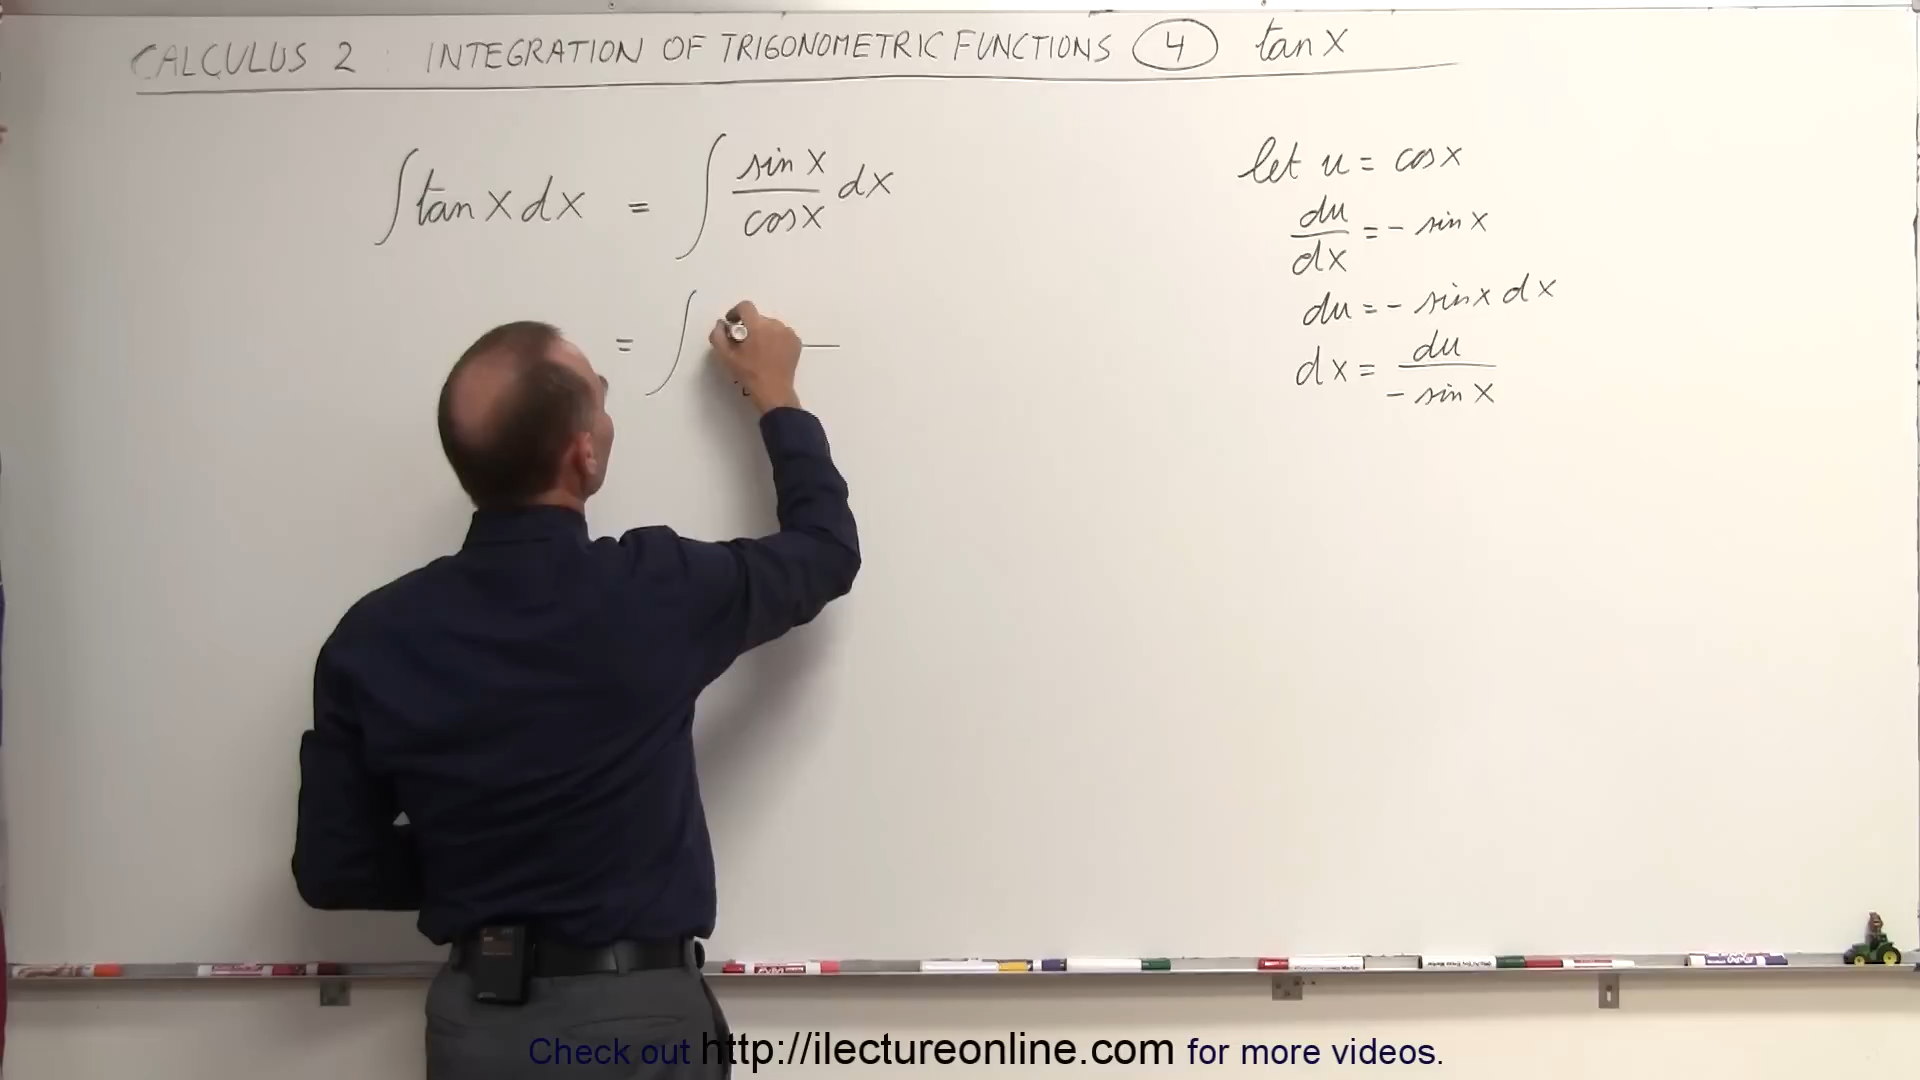 CALCULUS 2 : INTEGRATION OF TRIGONOMETRIC FUNCTIONS 4 tan X
∫ tan X dX = ∫ sin X / cos X dX
= ∫
let u = cos X
du/dX = - sin X
du = - sin X dX
dX = du / - sin X
Check out http://ilectureonline.com for more videos.